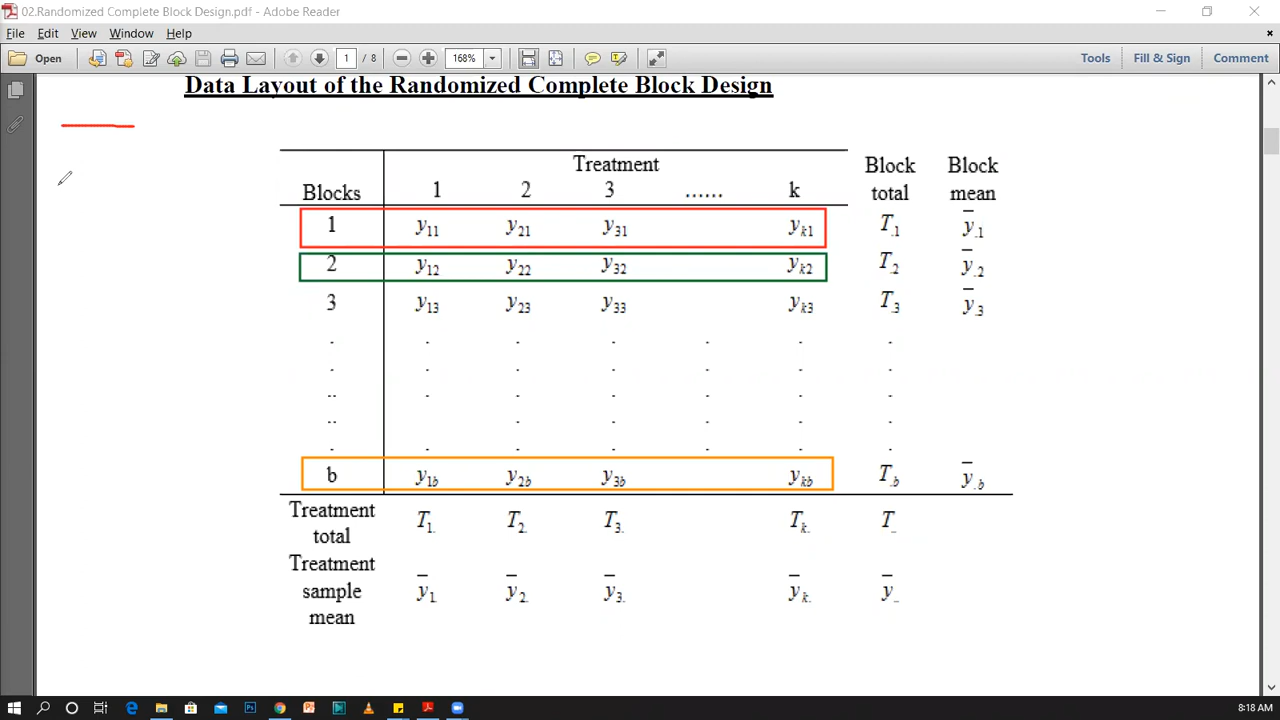 02.Randomized Complete Block Design.pdf - Adobe Reader
File Edit View Window Help
Open 1 / 8 168% Tools Fill & Sign Comment
Data Layout of the Randomized Complete Block Design
Treatment Block Block
Blocks 1 2 3 ...... k total mean
1 y11 y21 y31 yk1 T.1 ȳ.1
2 y12 y22 y32 yk2 T.2 ȳ.2
3 y13 y23 y33 yk3 T.3 ȳ.3
. . . . . . .
. . . . . . .
.. . . . . . .
.. . . . . .
. . . . . . .
b y1b y2b y3b ykb T.b ȳ.b
Treatment
total T1. T2. T3. Tk. T..
Treatment
sample ȳ1. ȳ2. ȳ3. ȳk. ȳ..
mean
8:18 AM